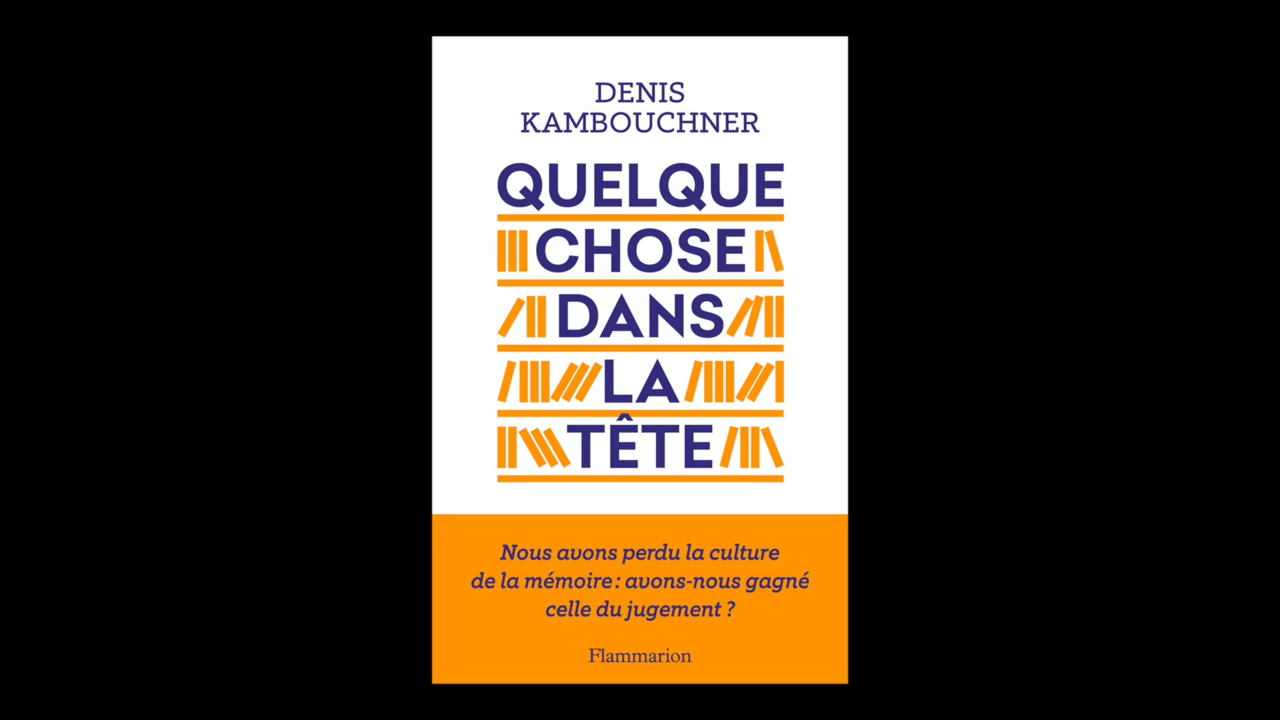 DENIS
KAMBOUCHNER
QUELQUE
CHOSE
DANS
LA
TÊTE
Nous avons perdu la culture
de la mémoire : avons-nous gagné
celle du jugement ?
Flammarion